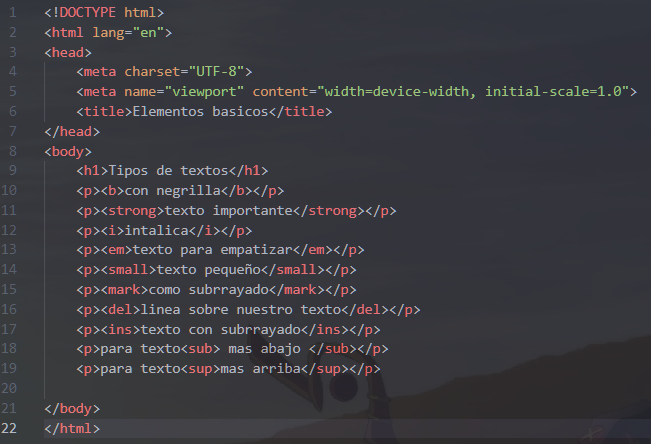 1 <!DOCTYPE html>
2 <html lang="en">
3 <head>
4     <meta charset="UTF-8">
5     <meta name="viewport" content="width=device-width, initial-scale=1.0">
6     <title>Elementos basicos</title>
7 </head>
8 <body>
9     <h1>Tipos de textos</h1>
10     <p><b>con negrilla</b></p>
11     <p><strong>texto importante</strong></p>
12     <p><i>intalica</i></p>
13     <p><em>texto para empatizar</em></p>
14     <p><small>texto pequeño</small></p>
15     <p><mark>como subrrayado</mark></p>
16     <p><del>linea sobre nuestro texto</del></p>
17     <p><ins>texto con subrrayado</ins></p>
18     <p>para texto<sub> mas abajo </sub></p>
19     <p>para texto<sup>mas arriba</sup></p>
20
21 </body>
22 </html>